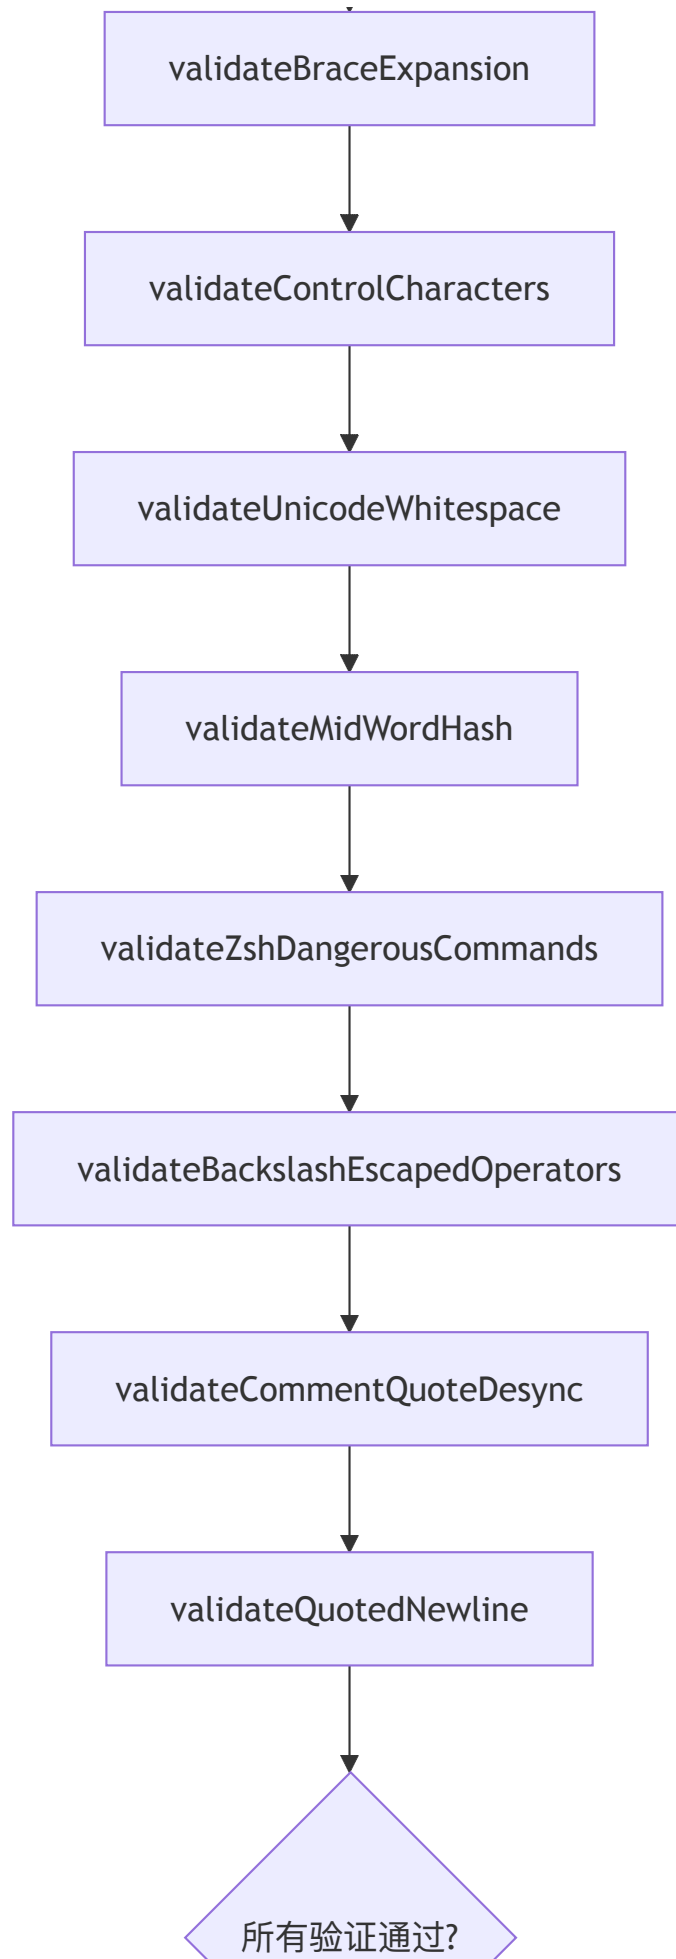 validateBraceExpansion
validateControlCharacters
validateUnicodeWhitespace
validateMidWordHash
validateZshDangerousCommands
validateBackslashEscapedOperators
validateCommentQuoteDesync
validateQuotedNewline
所有验证通过?